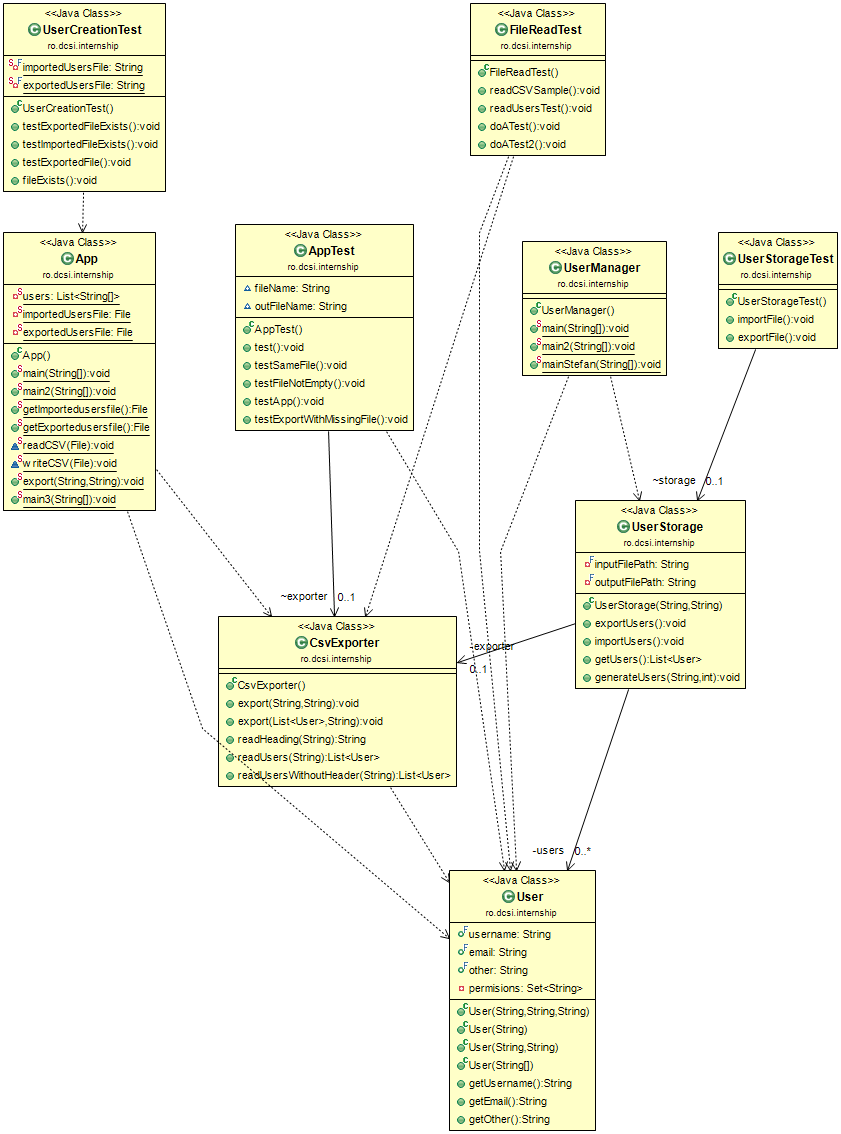 <<Java Class>>
UserCreationTest
ro.dcsi.internship
importedUsersFile: String
exportedUsersFile: String
UserCreationTest()
testExportedFileExists():void
testImportedFileExists():void
testExportedFile():void
fileExists():void
<<Java Class>>
FileReadTest
ro.dcsi.internship
FileReadTest()
readCSVSample():void
readUsersTest():void
doATest():void
doATest2():void
<<Java Class>>
App
ro.dcsi.internship
users: List<String[]>
importedUsersFile: File
exportedUsersFile: File
App()
main(String[]):void
main2(String[]):void
getImportedusersfile():File
getExportedusersfile():File
readCSV(File):void
writeCSV(File):void
export(String,String):void
main3(String[]):void
<<Java Class>>
AppTest
ro.dcsi.internship
fileName: String
outFileName: String
AppTest()
test():void
testSameFile():void
testFileNotEmpty():void
testApp():void
testExportWithMissingFile():void
<<Java Class>>
UserManager
ro.dcsi.internship
UserManager()
main(String[]):void
main2(String[]):void
mainStefan(String[]):void
<<Java Class>>
UserStorageTest
ro.dcsi.internship
UserStorageTest()
importFile():void
exportFile():void
~storage 0..1
<<Java Class>>
UserStorage
ro.dcsi.internship
inputFilePath: String
outputFilePath: String
UserStorage(String,String)
exportUsers():void
importUsers():void
getUsers():List<User>
generateUsers(String,int):void
~exporter 0..1
-exporter
0..1
<<Java Class>>
CsvExporter
ro.dcsi.internship
CsvExporter()
export(String,String):void
export(List<User>,String):void
readHeading(String):String
readUsers(String):List<User>
readUsersWithoutHeader(String):List<User>
-users 0..*
<<Java Class>>
User
ro.dcsi.internship
username: String
email: String
other: String
permisions: Set<String>
User(String,String,String)
User(String)
User(String,String)
User(String[])
getUsername():String
getEmail():String
getOther():String